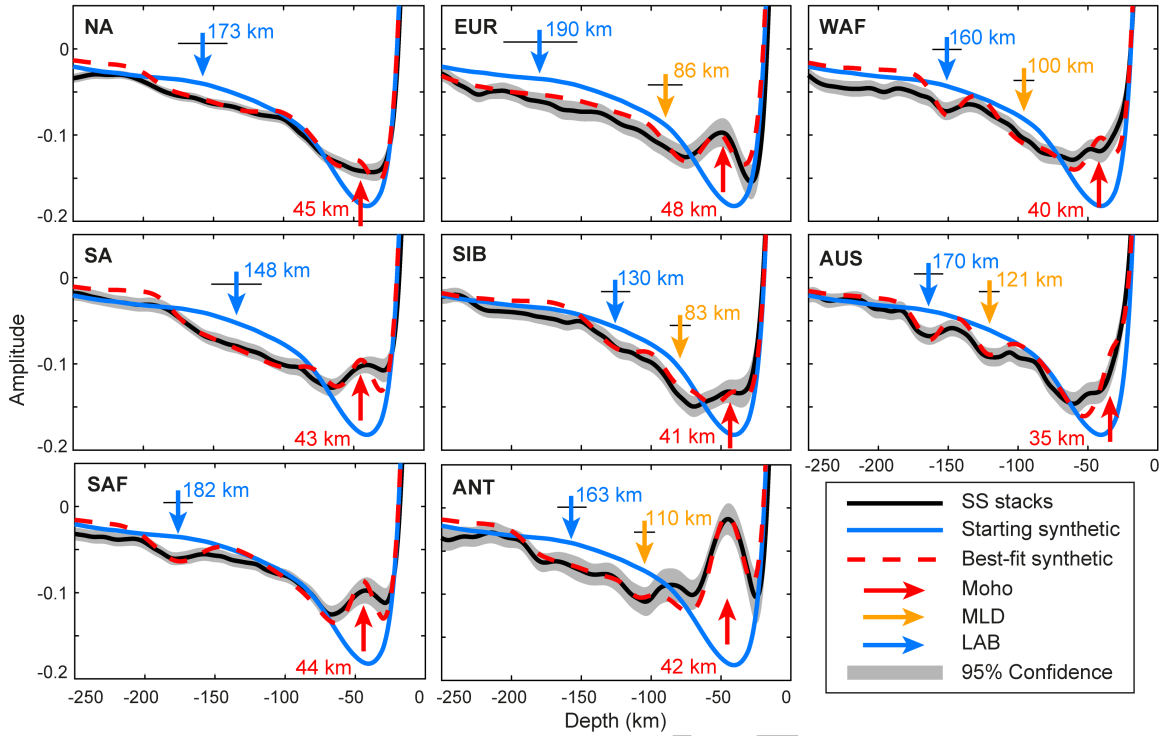 NA
173 km
45 km
0
-0.1
-0.2
EUR
190 km
86 km
48 km
WAF
160 km
100 km
40 km
SA
148 km
43 km
0
-0.1
-0.2
SIB
130 km
83 km
41 km
AUS
170 km
121 km
35 km
-250
-200
-150
-100
-50
0
SAF
182 km
44 km
0
-0.1
-0.2
-250
-200
-150
-100
-50
0
ANT
163 km
110 km
42 km
-250
-200
-150
-100
-50
0
Amplitude
Depth (km)
SS stacks
Starting synthetic
Best-fit synthetic
Moho
MLD
LAB
95% Confidence